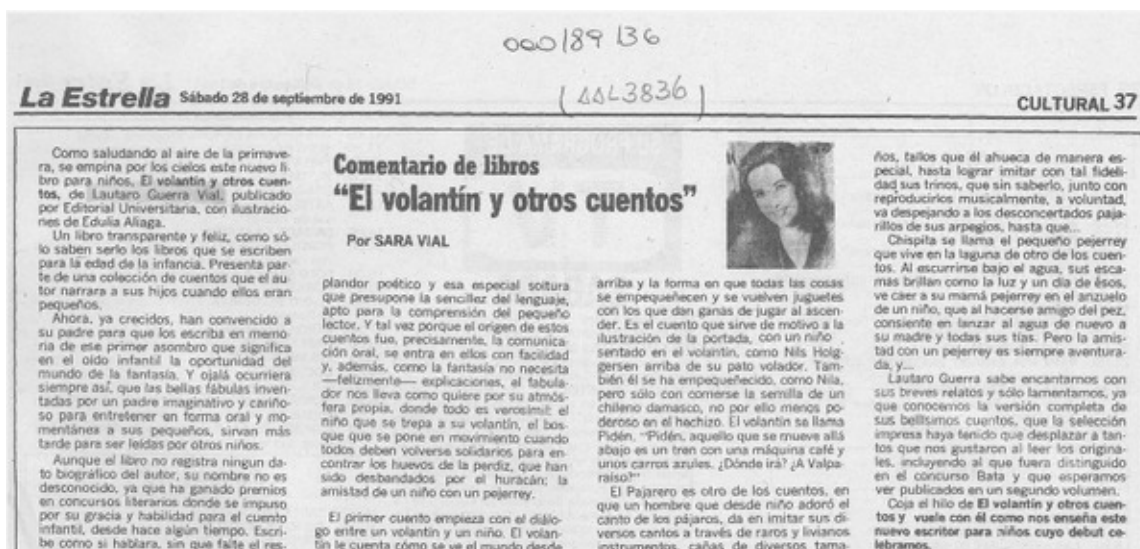 000189136
(AAL3836)
La Estrella Sábado 28 de septiembre de 1991
CULTURAL 37
Como saludando al aire de la primave-
ra, se empina por los cielos este nuevo li-
bro para niños, El volantín y otros cuen-
tos, de Lautaro Guerra Vial, publicado
por Editorial Universitaria, con ilustracio-
nes de Edulia Aliaga.
Un libro transparente y feliz, como só-
lo saben serlo los libros que se escriben
para la edad de la infancia. Presenta par-
te de una colección de cuentos que el au-
tor narrara a sus hijos cuando ellos eran
pequeños.
Ahora, ya crecidos, han convencido a
su padre para que los escriba en memo-
ria de ese primer asombro que significa
en el oído infantil la oportunidad del
mundo de la fantasía. Y ojalá ocurriera
siempre así, que las bellas fábulas inven-
tadas por un padre imaginativo y cariño-
so para entretener en forma oral y mo-
mentánea a sus pequeños, sirvan más
tarde para ser leídas por otros niños.
Aunque el libro no registra ningun da-
to biográfico del autor, su nombre no es
desconocido, ya que ha ganado premios
en concursos literarios donde se impuso
por su gracia y habilidad para el cuento
infantil, desde hace algún tiempo. Escri-
be como si hablara, sin que falte el res-
Comentario de libros
"El volantín y otros cuentos"
Por SARA VIAL
plandor poético y esa especial soltura
que presupone la sencillez del lenguaje,
apto para la comprensión del pequeño
lector. Y tal vez porque el origen de estos
cuentos fue, precisamente, la comunica-
ción oral, se entra en ellos con facilidad
y, además, como la fantasía no necesita
—felizmente— explicaciones, el fabula-
dor nos lleva como quiere por su atmós-
fera propia, donde todo es verosímil: el
niño que se trepa a su volantín, el bos-
que que se pone en movimiento cuando
todos deben volverse solidarios para en-
contrar los huevos de la perdiz, que han
sido desbandados por el huracán; la
amistad de un niño con un pejerrey.
El primer cuento empieza con el diálo-
go entre un volantín y un niño. El volan-
tín le cuenta cómo se ve el mundo desde
arriba y la forma en que todas las cosas
se empequeñecen y se vuelven juguetes
con los que dan ganas de jugar al ascen-
der. Es el cuento que sirve de motivo a la
ilustración de la portada, con un niño
sentado en el volantín, como Nils Holg-
gersen arriba de su pato volador. Tam-
bién él se ha empequeñecido, como Nila,
pero sólo con comerse la semilla de un
chileno damasco, no por ello menos po-
deroso en el hechizo. El volantín se llama
Pidén. "Pidén, aquello que se mueve allá
abajo es un tren con una máquina café y
unos carros azules. ¿Dónde irá? ¿A Valpa-
raíso?"
El Pajarero es otro de los cuentos, en
que un hombre que desde niño adoró el
canto de los pájaros, da en imitar sus di-
versos cantos a través de raros y livianos
instrumentos, cañas de diversos tama-
ños, tallos que él ahueca de manera es-
pecial, hasta lograr imitar con tal fideli-
dad sus trinos, que sin saberlo, junto con
reproducirlos musicalmente, a voluntad,
va despejando a los desconcertados paja-
rillos de sus arpegios, hasta que...
Chispita se llama el pequeño pejerrey
que vive en la laguna de otro de los cuen-
tos. Al escurrirse bajo el agua, sus esca-
mas brillan como la luz y un día de ésos,
ve caer a su mamá pejerrey en el anzuelo
de un niño, que al hacerse amigo del pez,
consiente en lanzar al agua de nuevo a
su madre y todas sus tías. Pero la amis-
tad con un pejerrey es siempre aventura-
da, y...
Lautaro Guerra sabe encantarnos con
sus breves relatos y sólo lamentamos, ya
que conocemos la versión completa de
sus bellísimos cuentos, que la selección
impresa haya tenido que desplazar a tan-
tos que nos gustaron al leer los origina-
les, incluyendo al que fuera distinguido
en el concurso Bata y que esperamos
ver publicados en un segundo volumen.
Coja el hilo de El volantín y otros cuen-
tos y vuele con él como nos enseña este
nuevo escritor para niños cuyo debut ce-
lebramos.